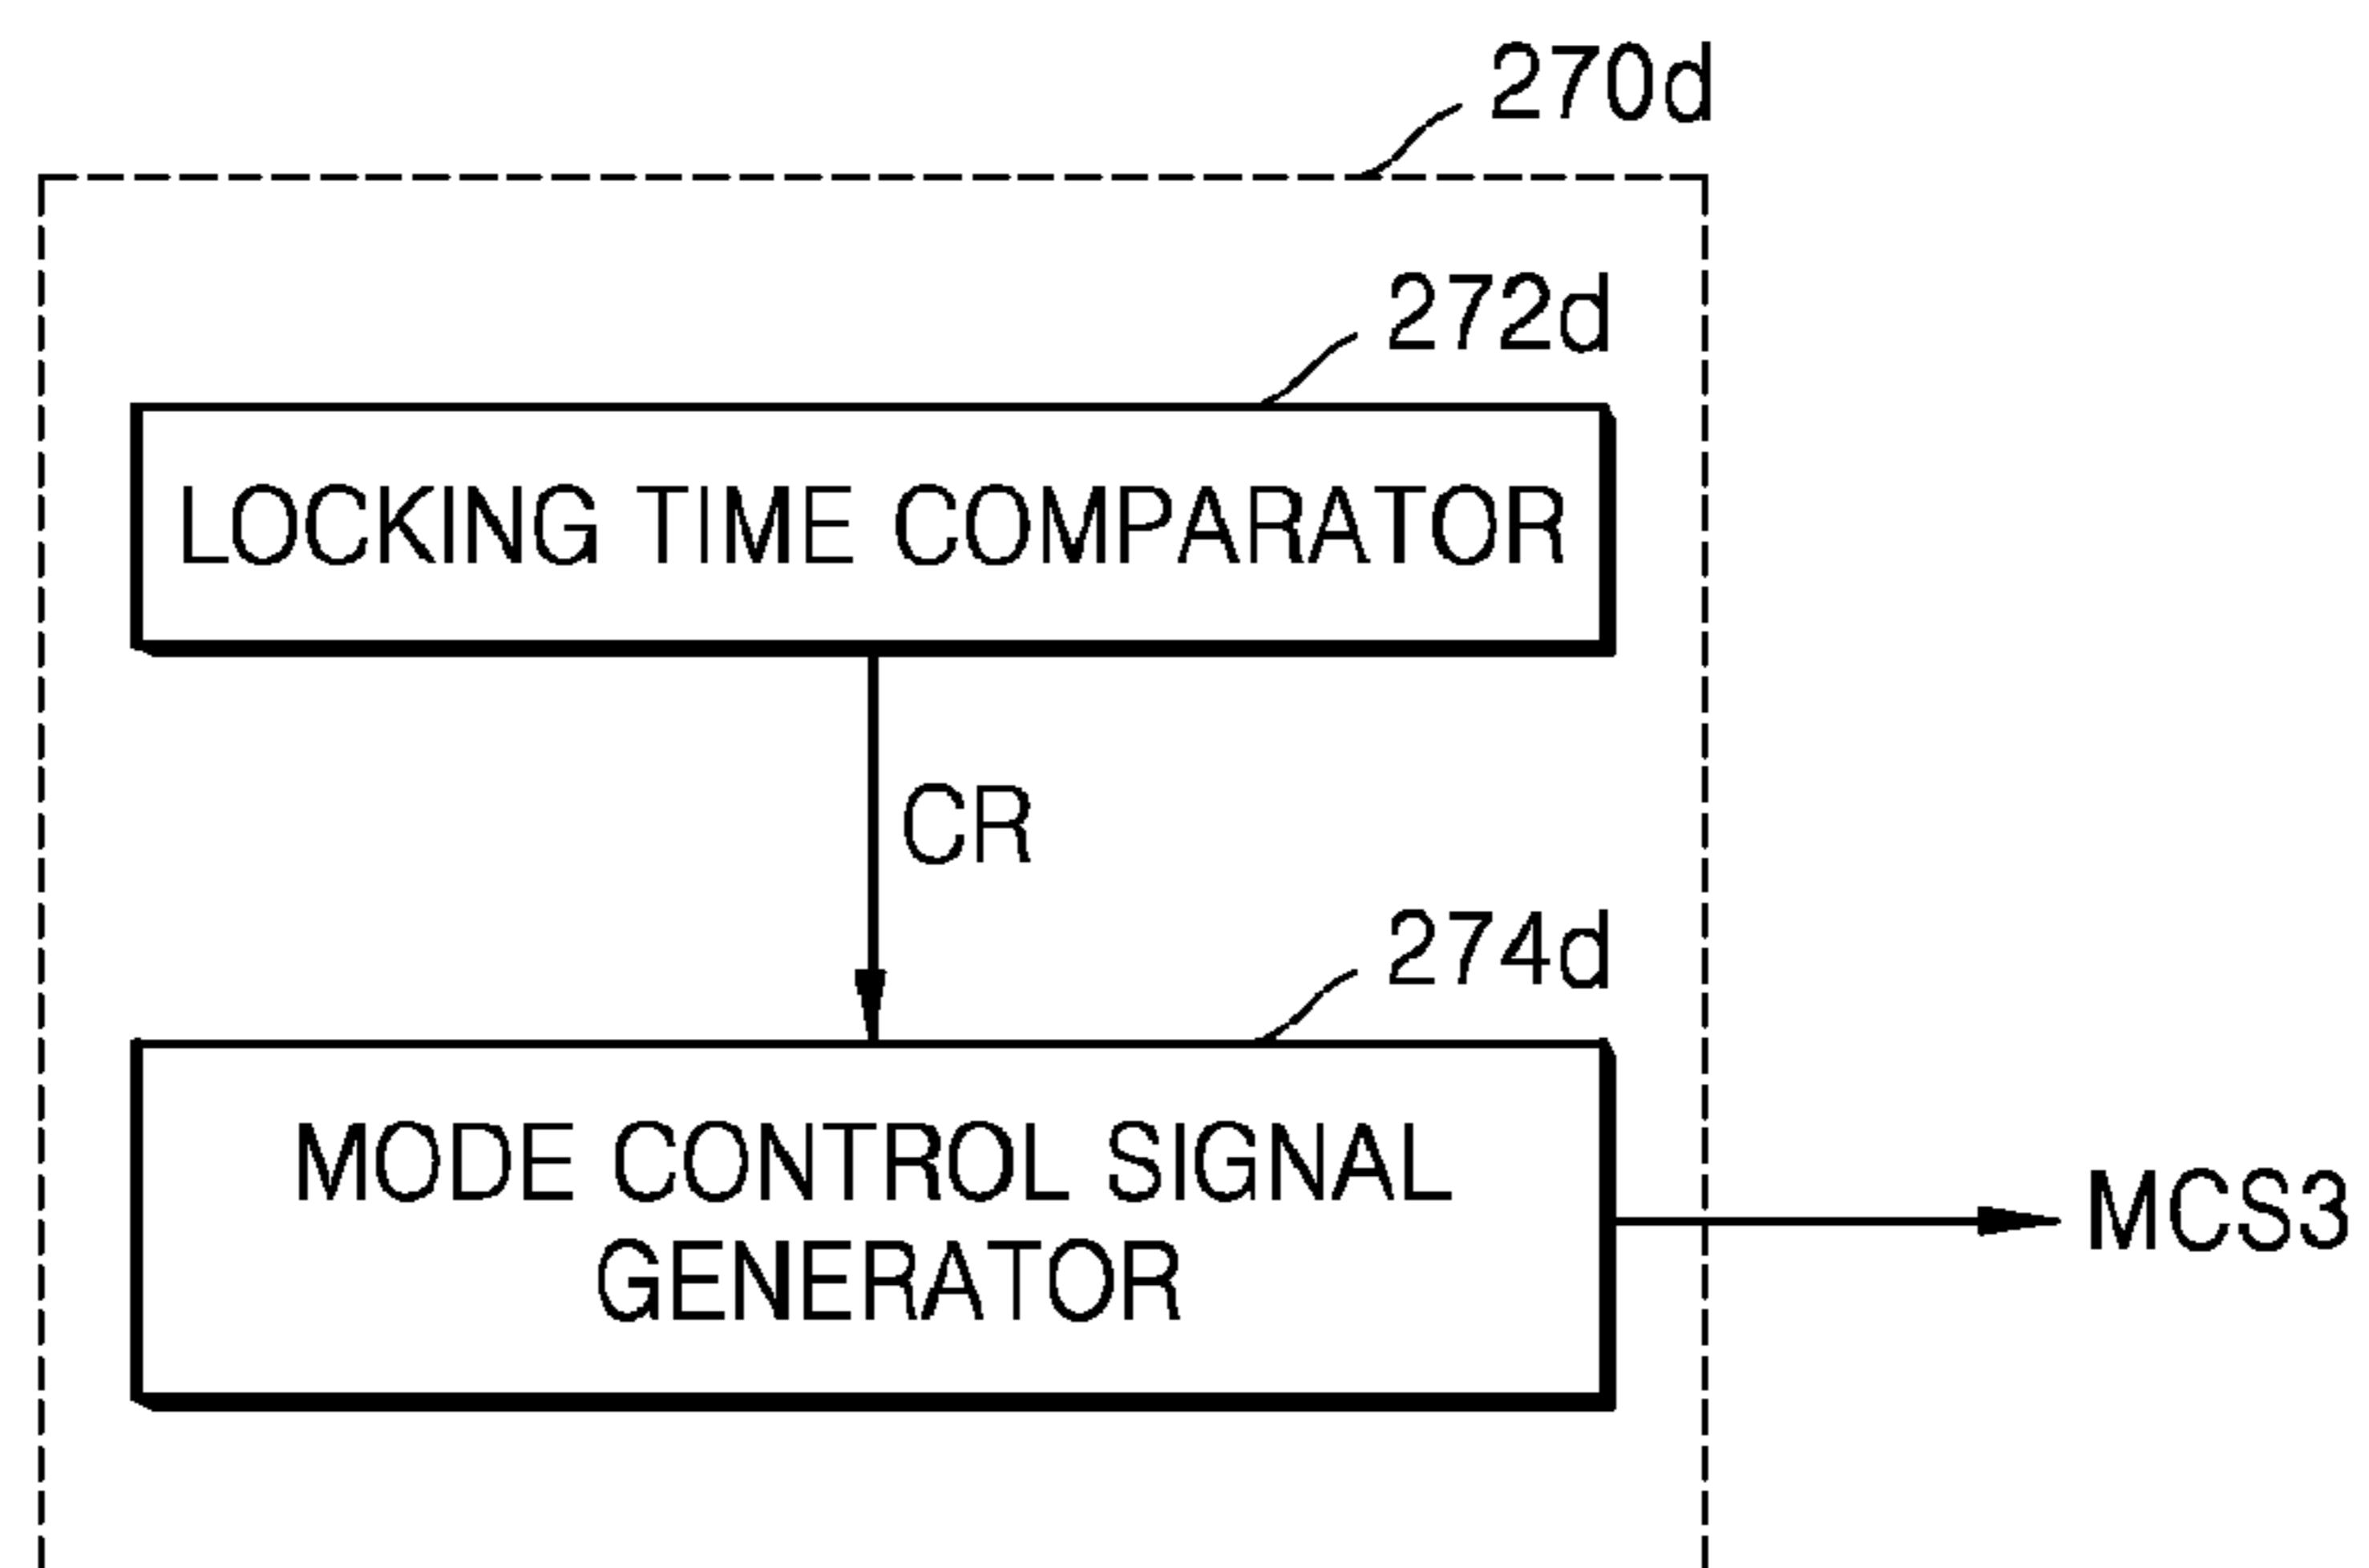 270d
272d
LOCKING TIME COMPARATOR
CR
274d
MODE CONTROL SIGNAL
GENERATOR
MCS3